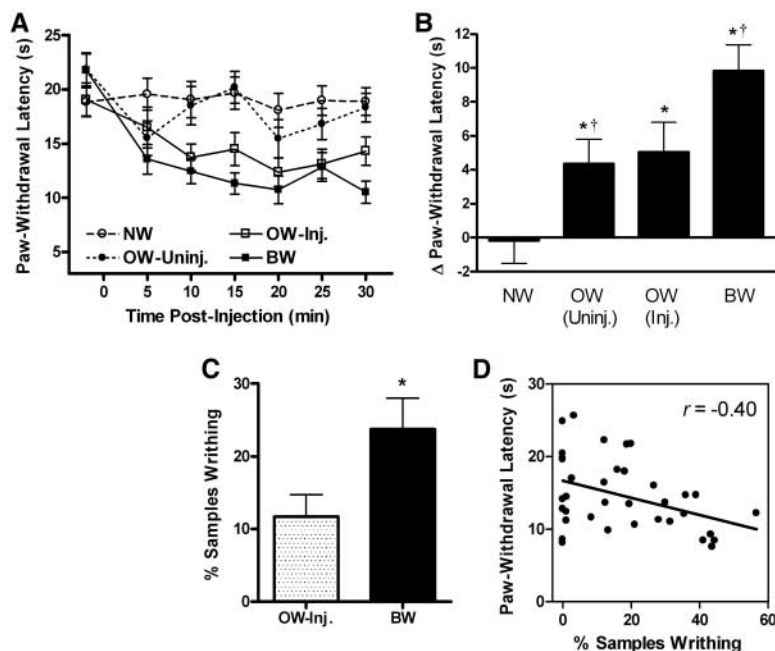 A
Paw-Withdrawal Latency (s)
25
20
15
10
5
NW
OW-Uninj.
OW-Inj.
BW
0 5 10 15 20 25 30
Time Post-Injection (min)
B
Δ Paw-Withdrawal Latency (s)
12
10
8
6
4
2
0
-2
*†
*
*†
NW
OW
(Uninj.)
OW
(Inj.)
BW
C
% Samples Writhing
30
20
10
0
*
OW-Inj.
BW
D
Paw-Withdrawal Latency (s)
30
20
10
0
r = -0.40
0 20 40 60
% Samples Writhing